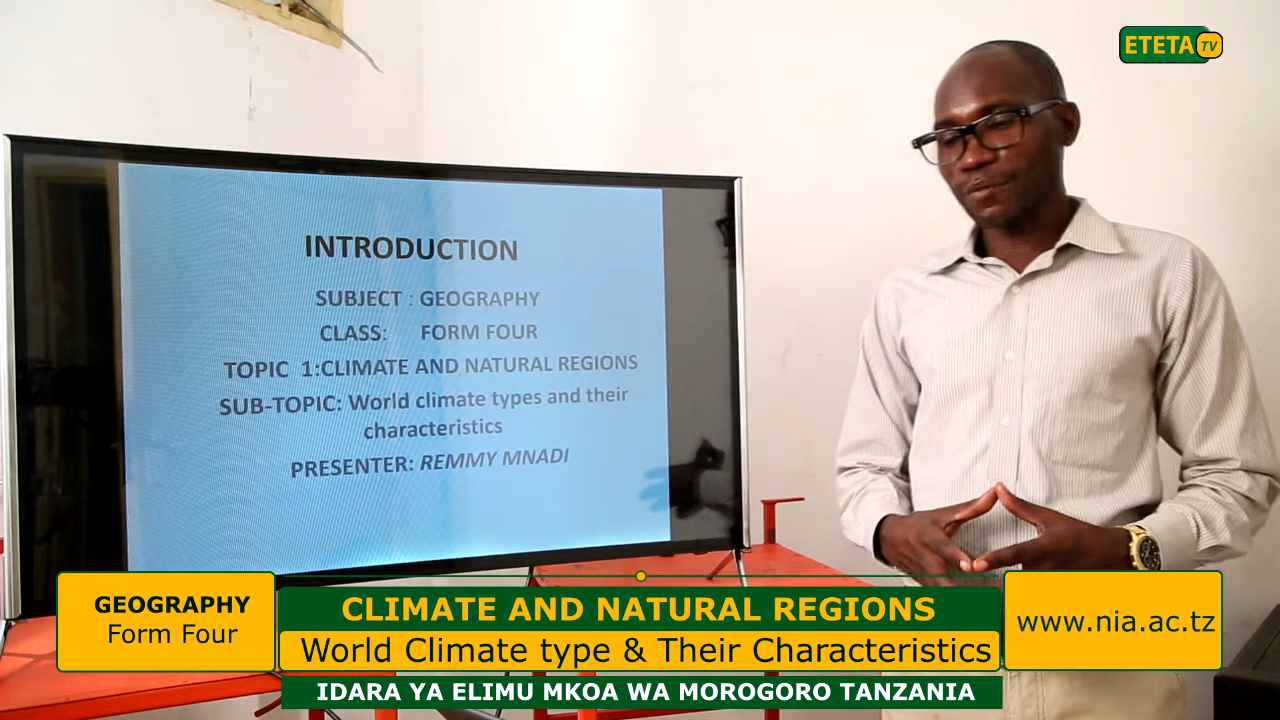 ETETA TV
INTRODUCTION
SUBJECT : GEOGRAPHY
CLASS: FORM FOUR
TOPIC 1:CLIMATE AND NATURAL REGIONS
SUB-TOPIC: World climate types and their
characteristics
PRESENTER: REMMY MNADI
GEOGRAPHY
Form Four
CLIMATE AND NATURAL REGIONS
World Climate type & Their Characteristics
www.nia.ac.tz
IDARA YA ELIMU MKOA WA MOROGORO TANZANIA